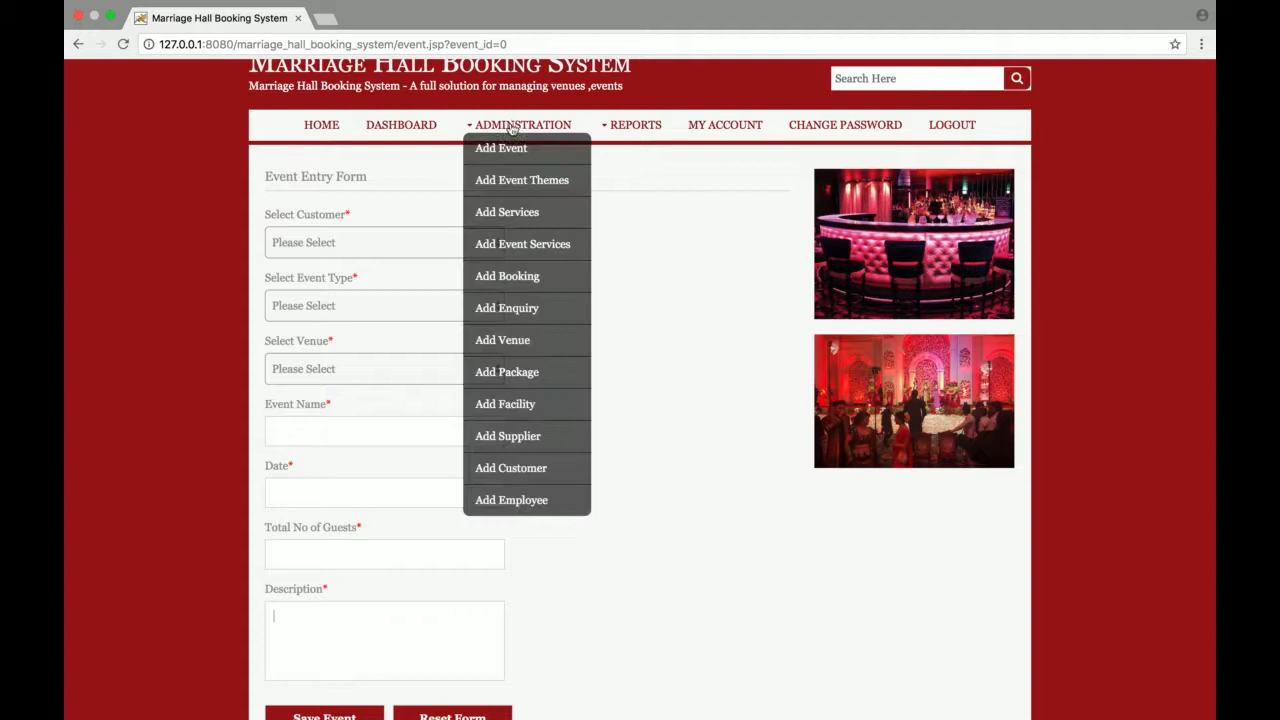 Marriage Hall Booking System
127.0.0.1:8080/marriage_hall_booking_system/event.jsp?event_id=0
MARRIAGE HALL BOOKING SYSTEM
Marriage Hall Booking System - A full solution for managing venues ,events
Search Here
HOME DASHBOARD ADMINSTRATION REPORTS MY ACCOUNT CHANGE PASSWORD LOGOUT
Add Event
Add Event Themes
Add Services
Add Event Services
Add Booking
Add Enquiry
Add Venue
Add Package
Add Facility
Add Supplier
Add Customer
Add Employee
Event Entry Form
Select Customer*
Please Select
Select Event Type*
Please Select
Select Venue*
Please Select
Event Name*
Date*
Total No of Guests*
Description*
Save Event Reset Form